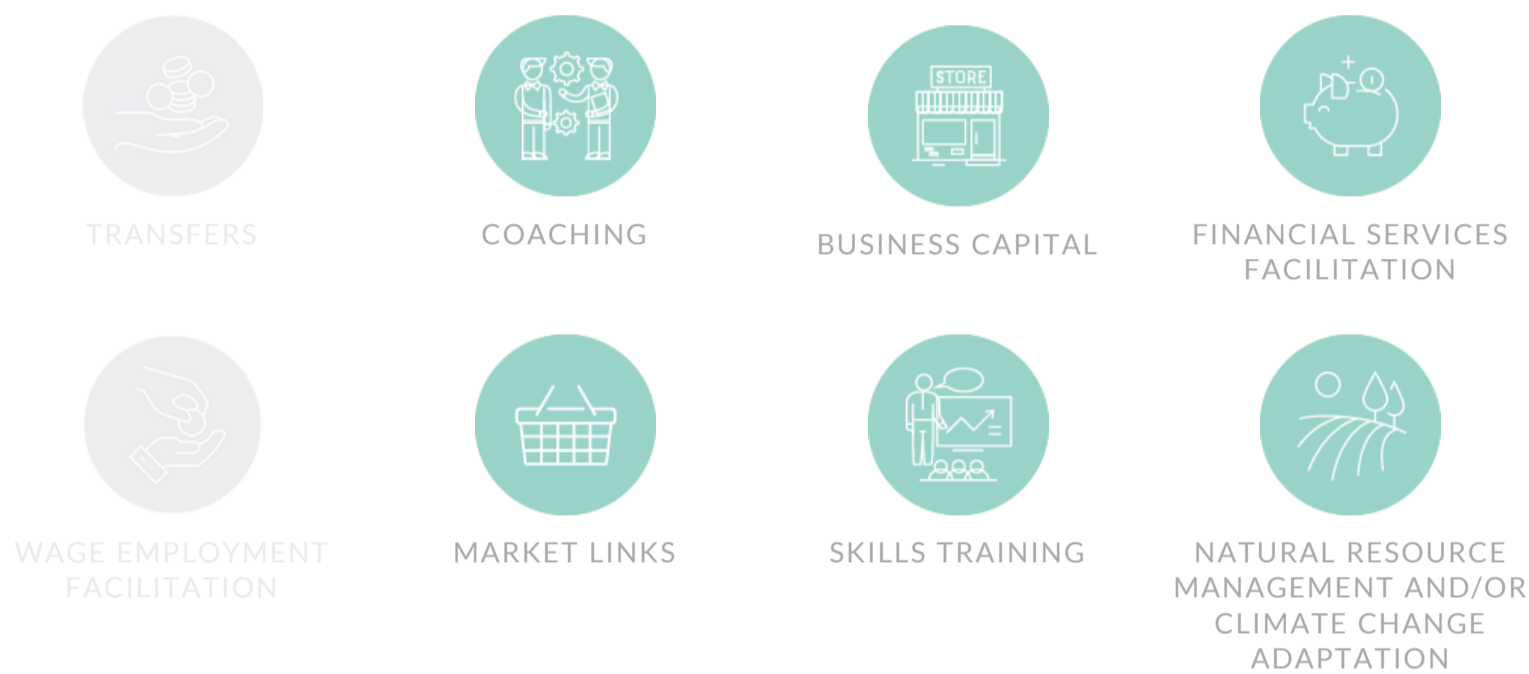 STORE
TRANSFERS
COACHING
BUSINESS CAPITAL
FINANCIAL SERVICES
FACILITATION
WAGE EMPLOYMENT
FACILITATION
MARKET LINKS
SKILLS TRAINING
NATURAL RESOURCE
MANAGEMENT AND/OR
CLIMATE CHANGE
ADAPTATION